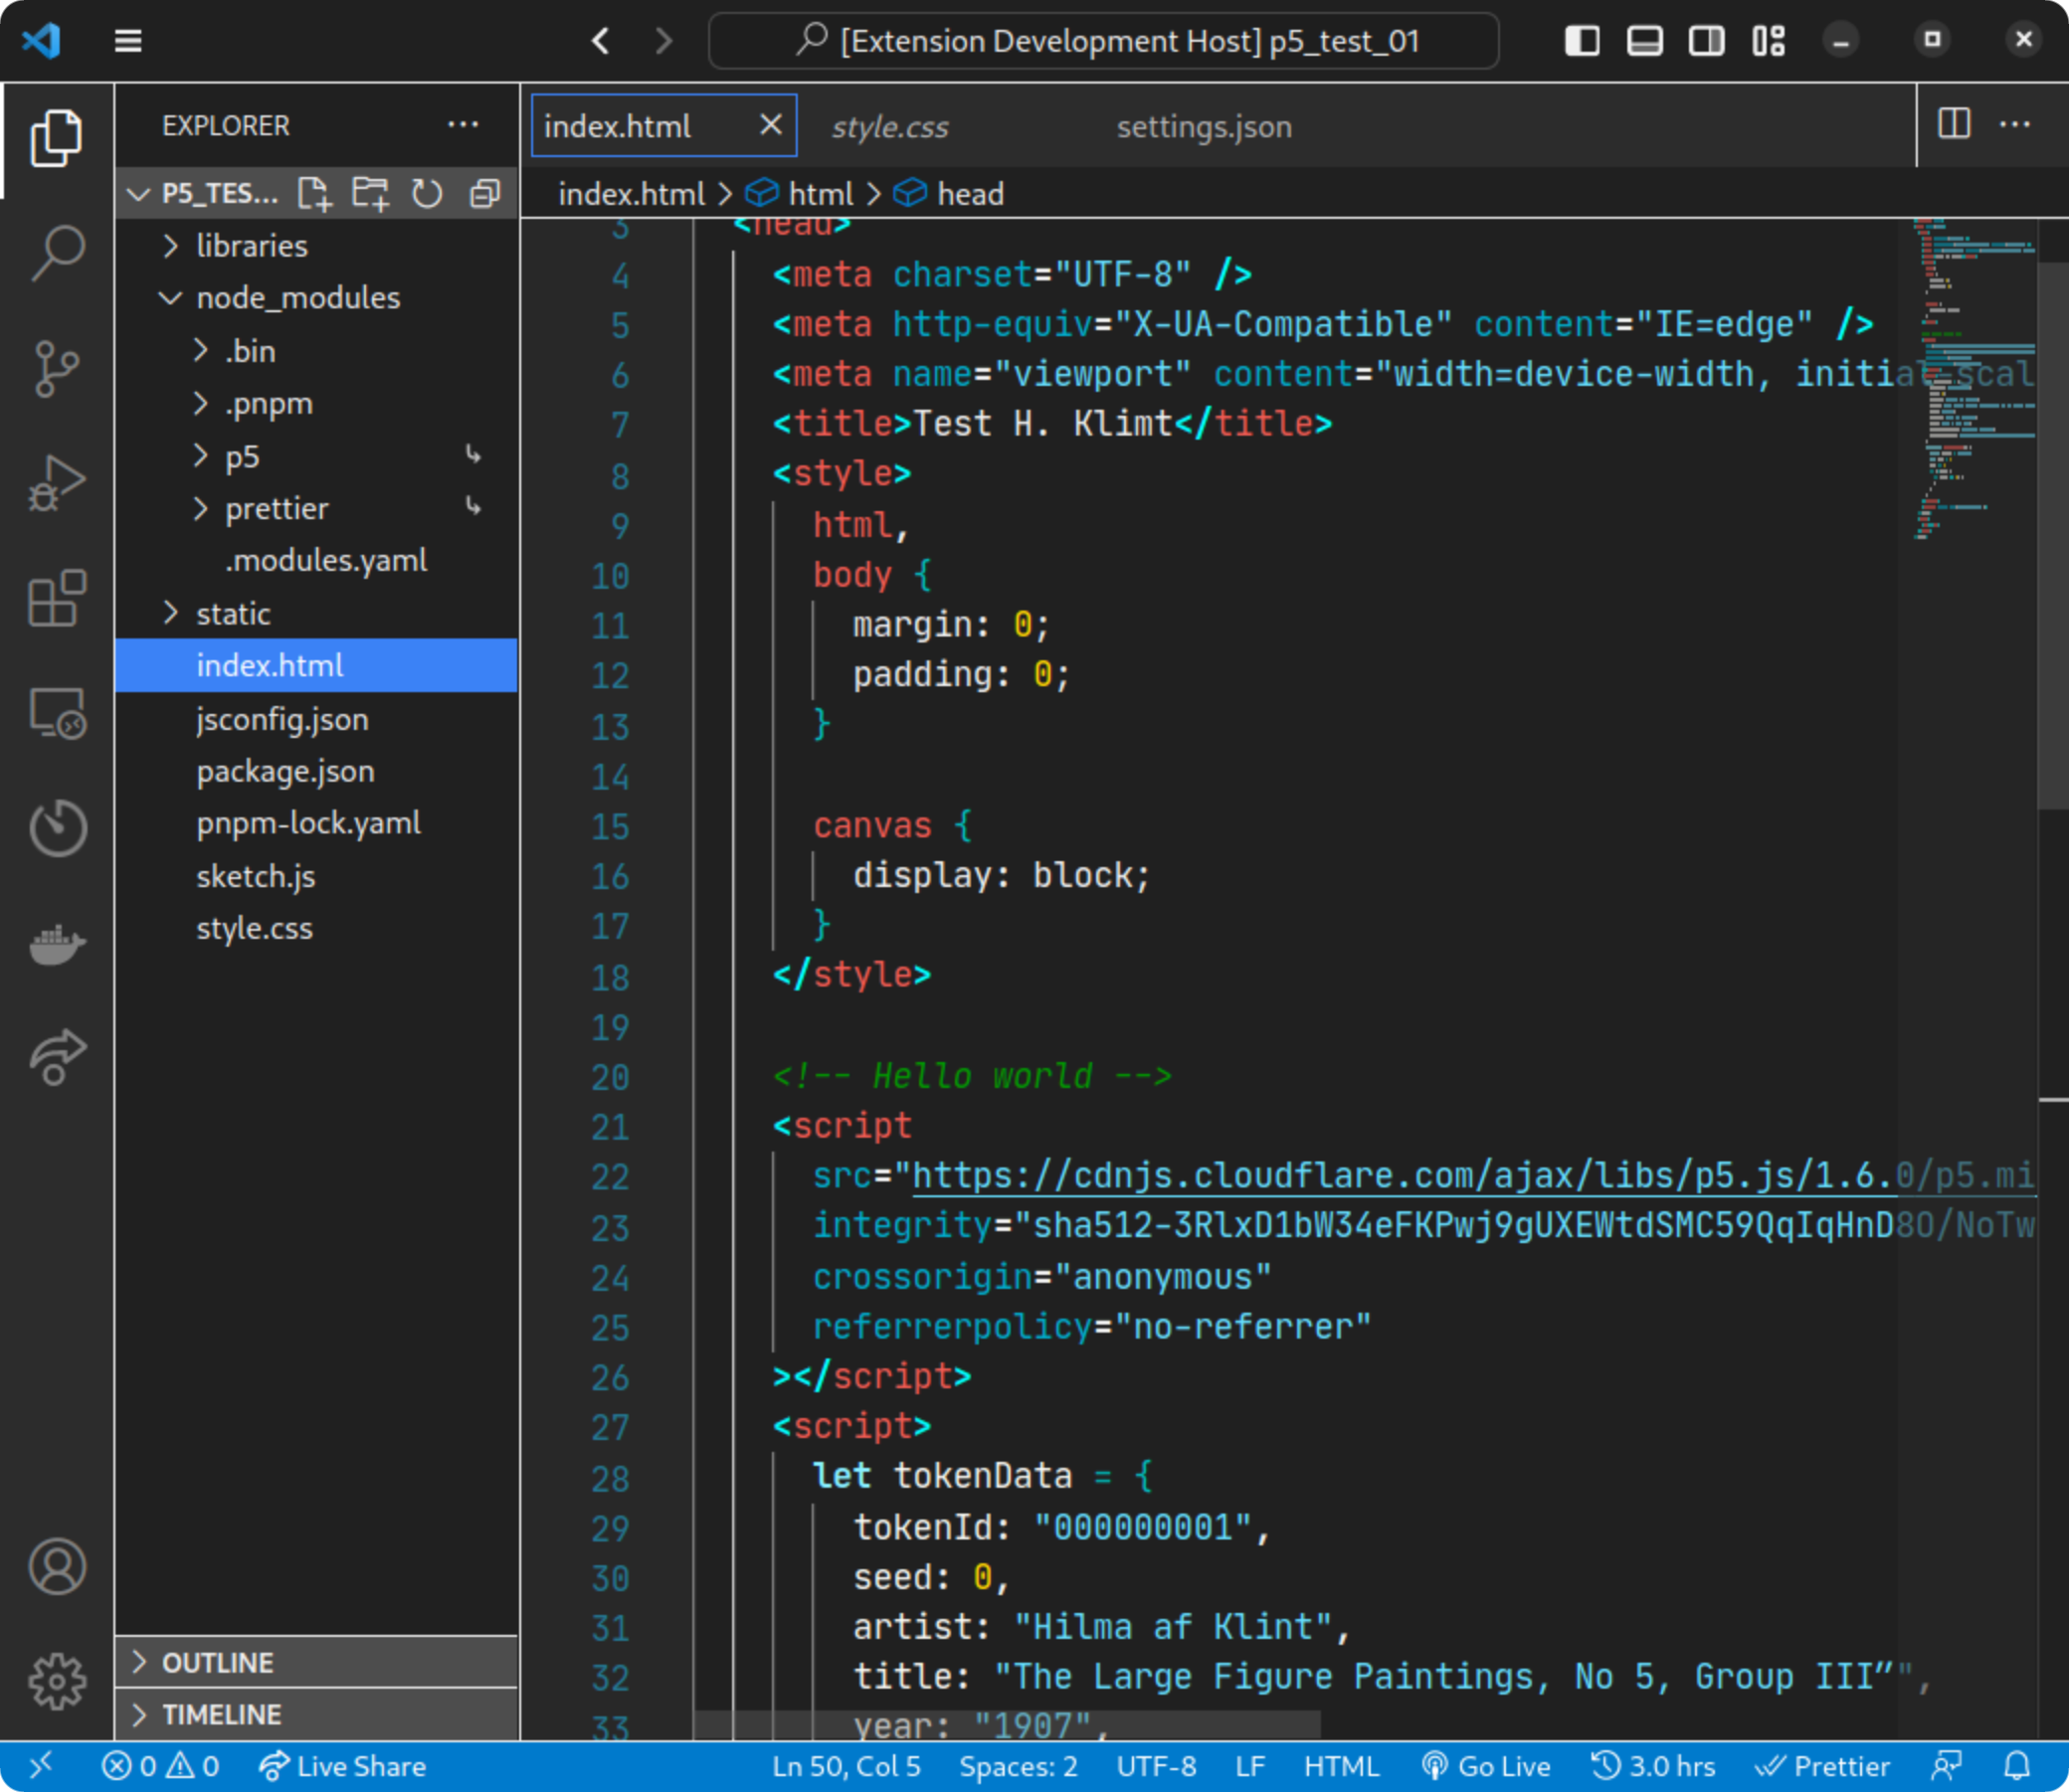 [Extension Development Host] p5_test_01
EXPLORER
index.html
style.css
settings.json
P5_TES...
index.html > html > head
libraries
node_modules
.bin
.pnpm
p5
prettier
.modules.yaml
static
index.html
jsconfig.json
package.json
pnpm-lock.yaml
sketch.js
style.css
OUTLINE
TIMELINE
3 <head>
4 <meta charset="UTF-8" />
5 <meta http-equiv="X-UA-Compatible" content="IE=edge" />
6 <meta name="viewport" content="width=device-width, initial-scal
7 <title>Test H. Klimt</title>
8 <style>
9 html,
10 body {
11 margin: 0;
12 padding: 0;
13 }
14
15 canvas {
16 display: block;
17 }
18 </style>
19
20 <!-- Hello world -->
21 <script
22 src="https://cdnjs.cloudflare.com/ajax/libs/p5.js/1.6.0/p5.mi
23 integrity="sha512-3RlxD1bW34eFKPwj9gUXEWtdSMC59QqIqHnD8O/NoTw
24 crossorigin="anonymous"
25 referrerpolicy="no-referrer"
26 ></script>
27 <script>
28 let tokenData = {
29 tokenId: "000000001",
30 seed: 0,
31 artist: "Hilma af Klint",
32 title: "The Large Figure Paintings, No 5, Group III”",
33 year: "1907",
0 0 Live Share Ln 50, Col 5 Spaces: 2 UTF-8 LF HTML Go Live 3.0 hrs Prettier